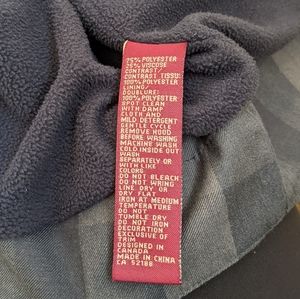 75% POLYESTER
25% VISCOSE
CONTRAST/
CONTRAST TISSU:
100% POLYESTER
LINING/
DOUBLURE:
100% POLYESTER
SPOT CLEAN
WITH DAMP
CLOTH AND
MILD DETERGENT
GENTLE CYCLE
REMOVE HOOD
BEFORE WASHING
MACHINE WASH
COLD INSIDE OUT
WASH
SEPARATELY OR
WITH LIKE
COLORS
DO NOT BLEACH
DO NOT WRING
LINE DRY OR
DRY FLAT
IRON AT MEDIUM
TEMPERATURE
DO NOT
TUMBLE DRY
DO NOT IRON
DECORATION
EXCLUSIVE OF
TRIM
DESIGNED IN
CANADA
MADE IN CHINA
CA 52188